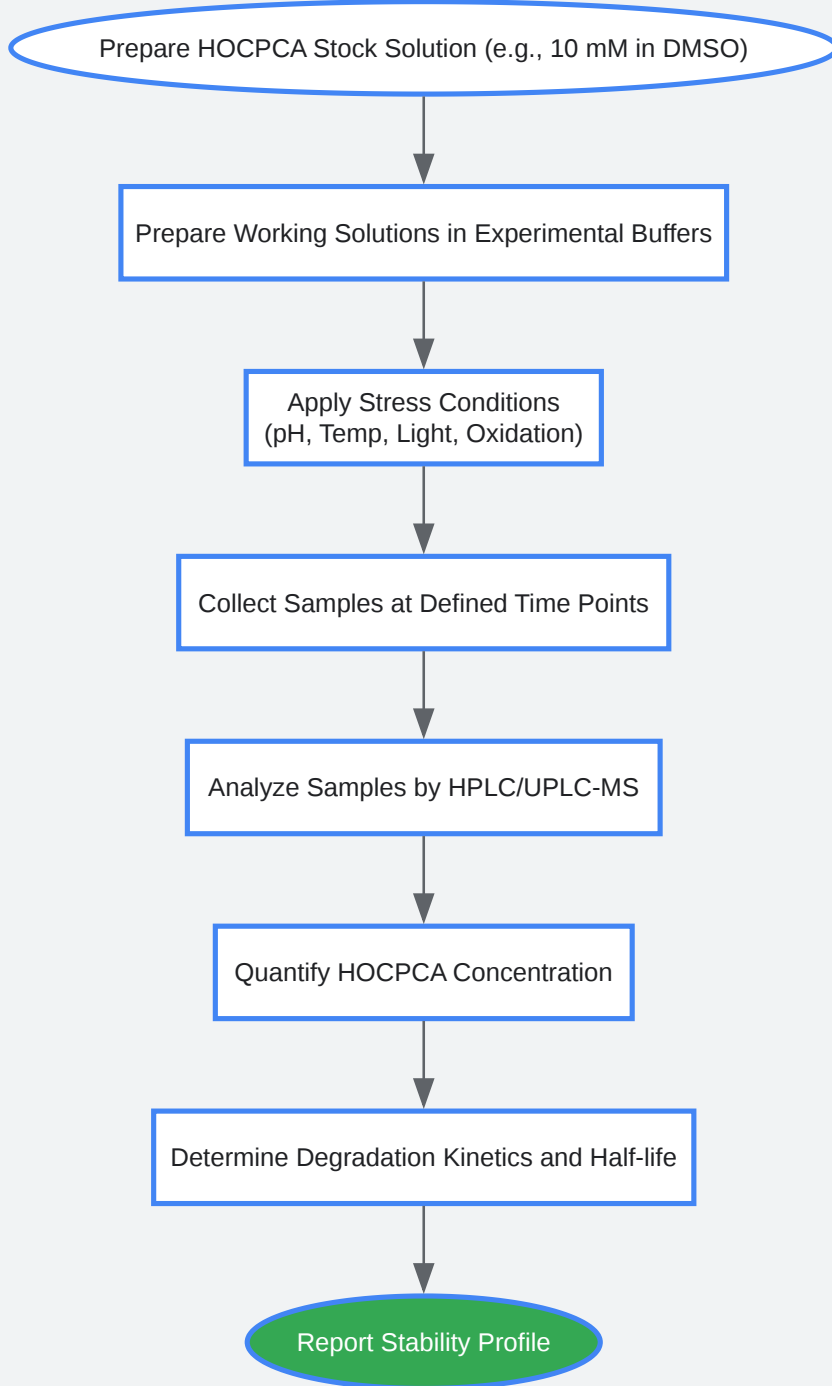 Prepare HOCPCA Stock Solution (e.g., 10 mM in DMSO)
Prepare Working Solutions in Experimental Buffers
Apply Stress Conditions
(pH, Temp, Light, Oxidation)
Collect Samples at Defined Time Points
Analyze Samples by HPLC/UPLC-MS
Quantify HOCPCA Concentration
Determine Degradation Kinetics and Half-life
Report Stability Profile